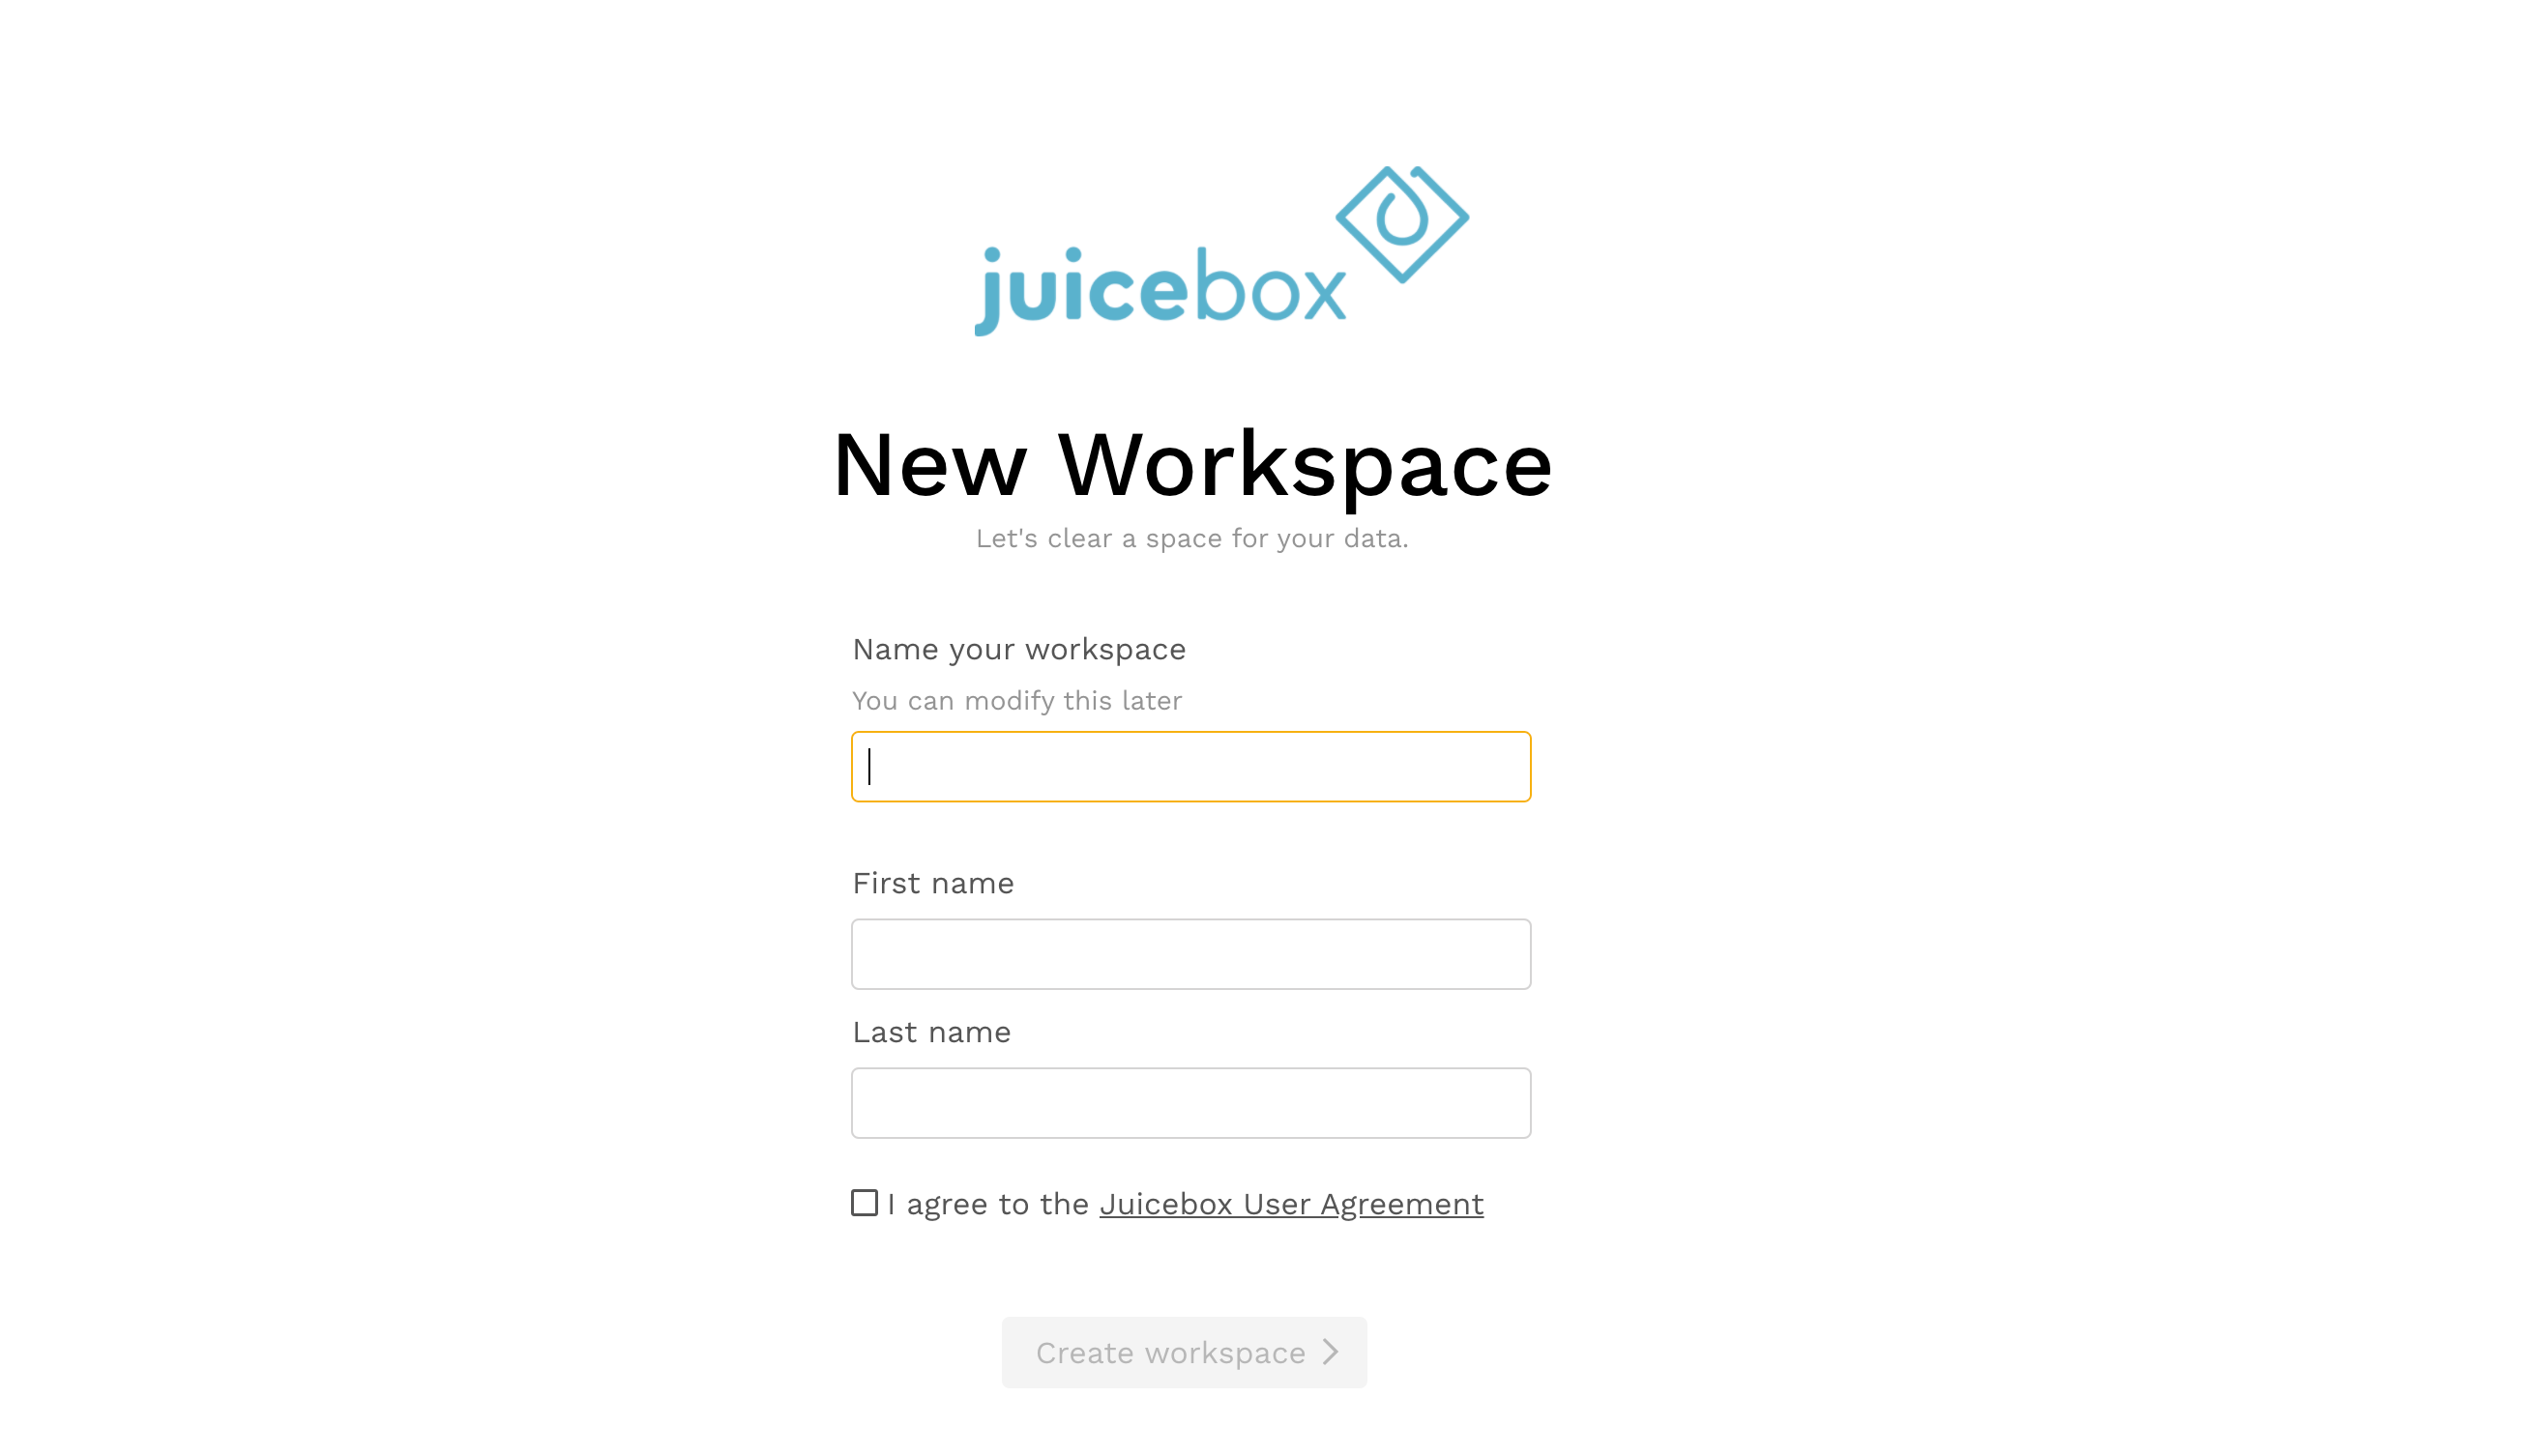 juicebox
New Workspace
Let's clear a space for your data.
Name your workspace
You can modify this later
First name
Last name
I agree to the Juicebox User Agreement
Create workspace